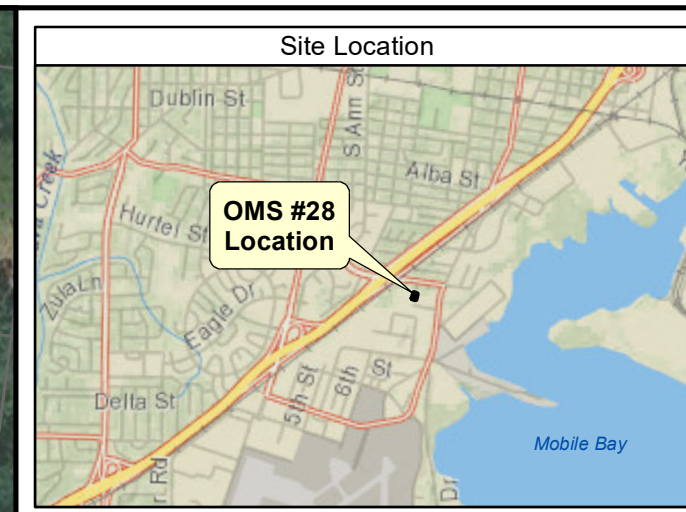 Site Location
Dublin St
S Ann St
Alba St
Creek
Hurtel St
OMS #28
Location
Zula Ln
Eagle Dr
5th St
6th St
Delta St
Mobile Bay
r Rd
Dr